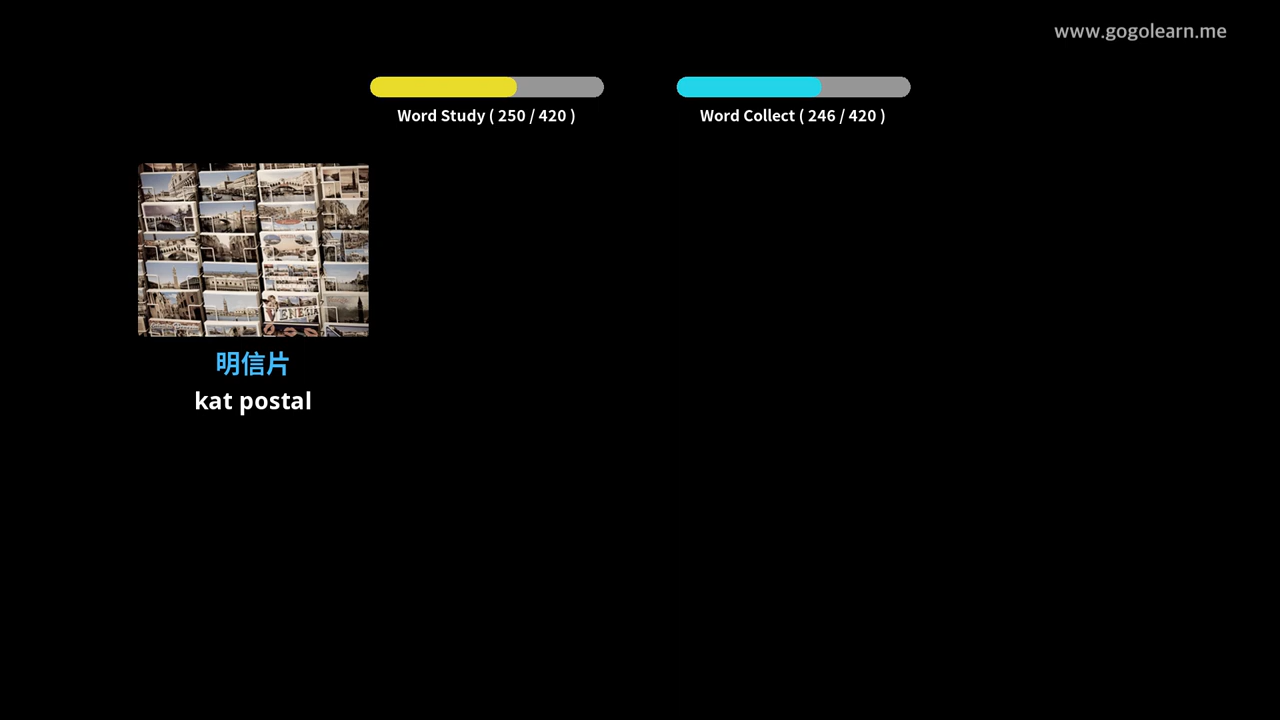 www.gogolearn.me
Word Study ( 250 / 420 )
Word Collect ( 246 / 420 )
明信片
kat postal